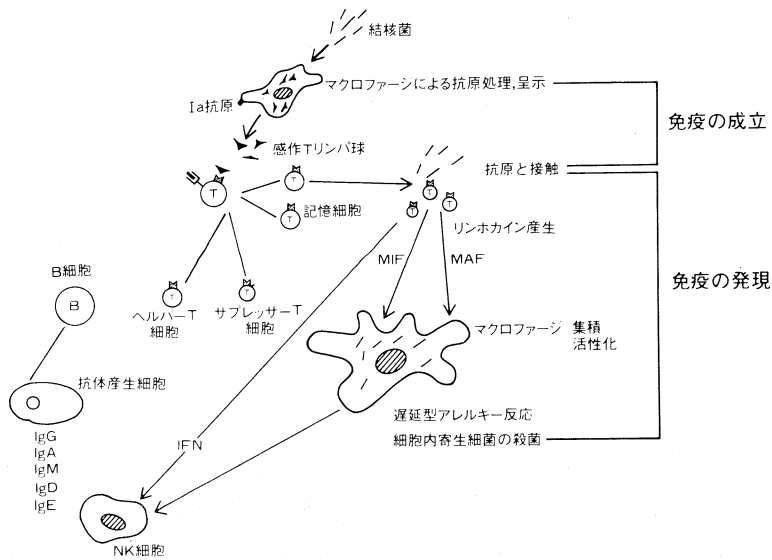 結核菌
マクロファージによる抗原処理,呈示
Ia抗原
免疫の成立
感作Tリンパ球
抗原と接触
T
T
T
T
T
T
記憶細胞
リンホカイン産生
MIF
MAF
免疫の発現
B細胞
B
T
T
ヘルパーT
細胞
サプレッサーT
細胞
マクロファージ 集積
活性化
抗体産生細胞
遅延型アレルギー反応
細胞内寄生細菌の殺菌
IFN
IgG
IgA
IgM
IgD
IgE
NK細胞